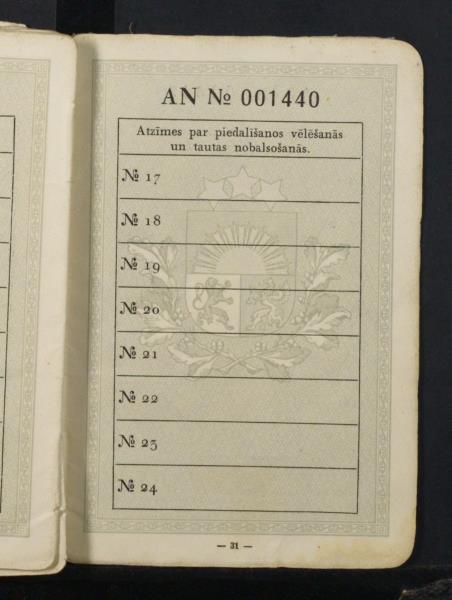 AN № 001440
Atzīmes par piedalīšanos vēlēšanās
un tautas nobalsošanās.
№ 17
№ 18
№ 19
№ 20
№ 21
№ 22
№ 23
№ 24
— 31 —